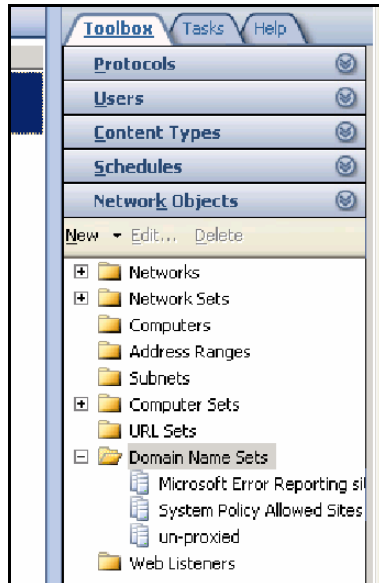 Toolbox Tasks Help
Protocols
Users
Content Types
Schedules
Network Objects
New Edit... Delete
Networks
Network Sets
Computers
Address Ranges
Subnets
Computer Sets
URL Sets
Domain Name Sets
Microsoft Error Reporting sit
System Policy Allowed Sites
un-proxied
Web Listeners